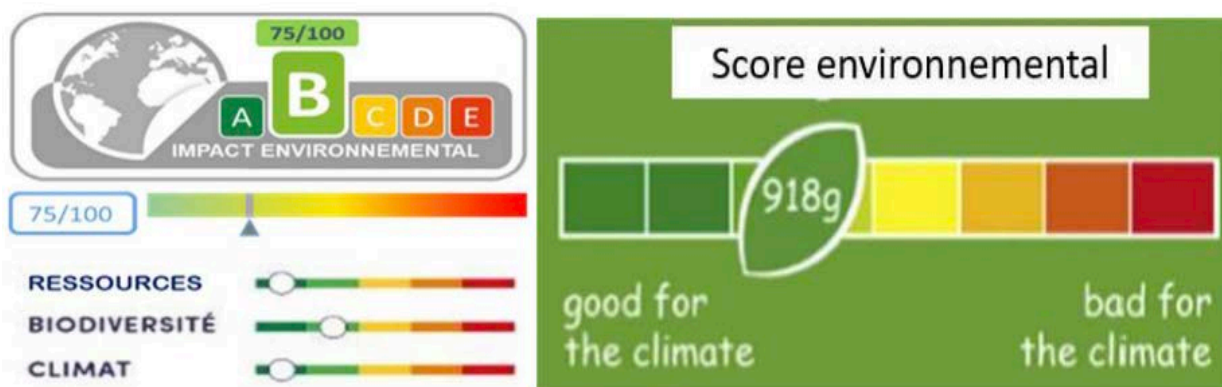 75/100
A B C D E
IMPACT ENVIRONNEMENTAL
75/100
RESSOURCES
BIODIVERSITÉ
CLIMAT
Score environnemental
918g
good for
the climate
bad for
the climate